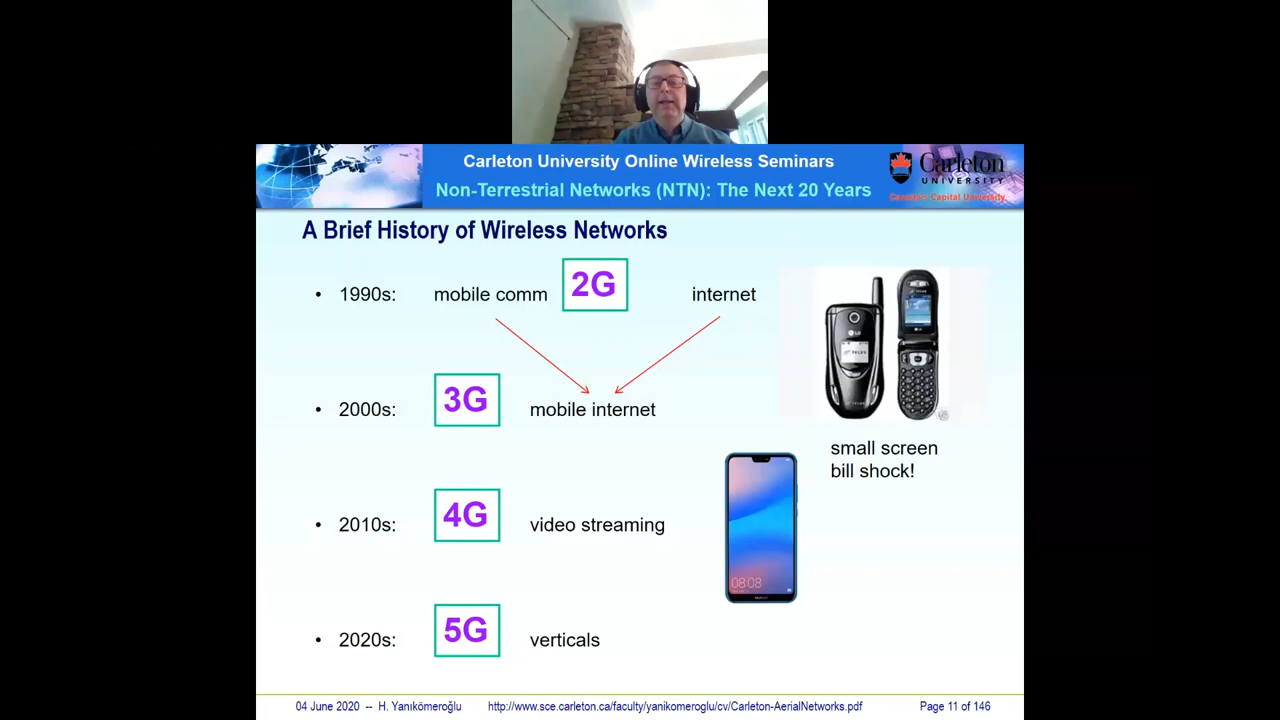 Carleton University Online Wireless Seminars
Non-Terrestrial Networks (NTN): The Next 20 Years
Carleton
UNIVERSITY
Canada's Capital University
A Brief History of Wireless Networks
• 1990s: mobile comm 2G internet
• 2000s: 3G mobile internet
small screen
bill shock!
• 2010s: 4G video streaming
08:08
• 2020s: 5G verticals
04 June 2020 -- H. Yanıkömeroğlu http://www.sce.carleton.ca/faculty/yanikomeroglu/cv/Carleton-AerialNetworks.pdf Page 11 of 146